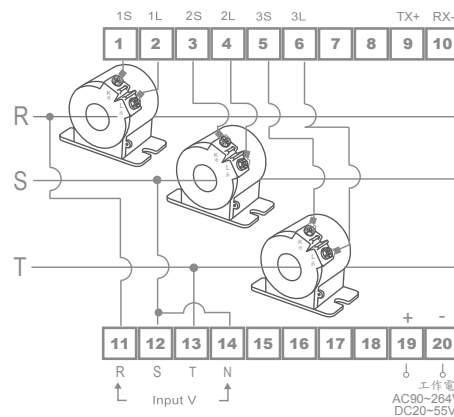 1S 1L 2S 2L 3S 3L TX+ RX-
1 2 3 4 5 6 7 8 9 10
R
K
L
S
K
L
T
K
L
+ -
11 12 13 14 15 16 17 18 19 20
R S T N
Input V
工作電
AC90~264V
DC20~55V